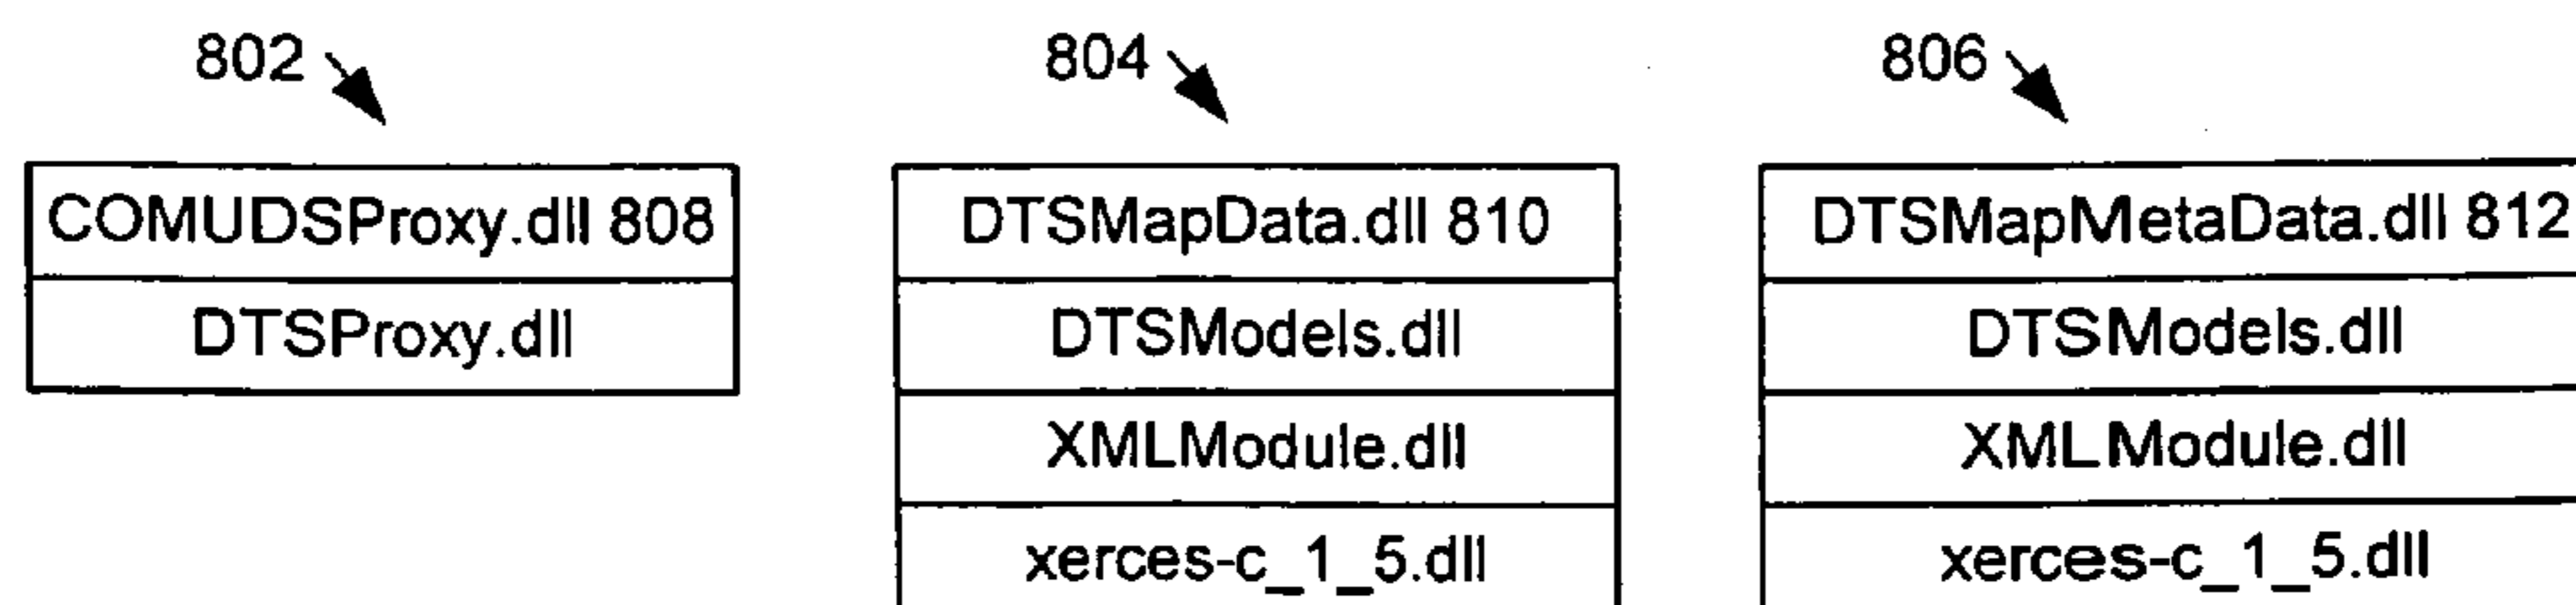 802
804
806
COMUDSProxy.dll 808
DTSProxy.dll
DTSMapData.dll 810
DTSModels.dll
XMLModule.dll
xerces-c_1_5.dll
DTSMapMetaData.dll 812
DTSModels.dll
XMLModule.dll
xerces-c_1_5.dll